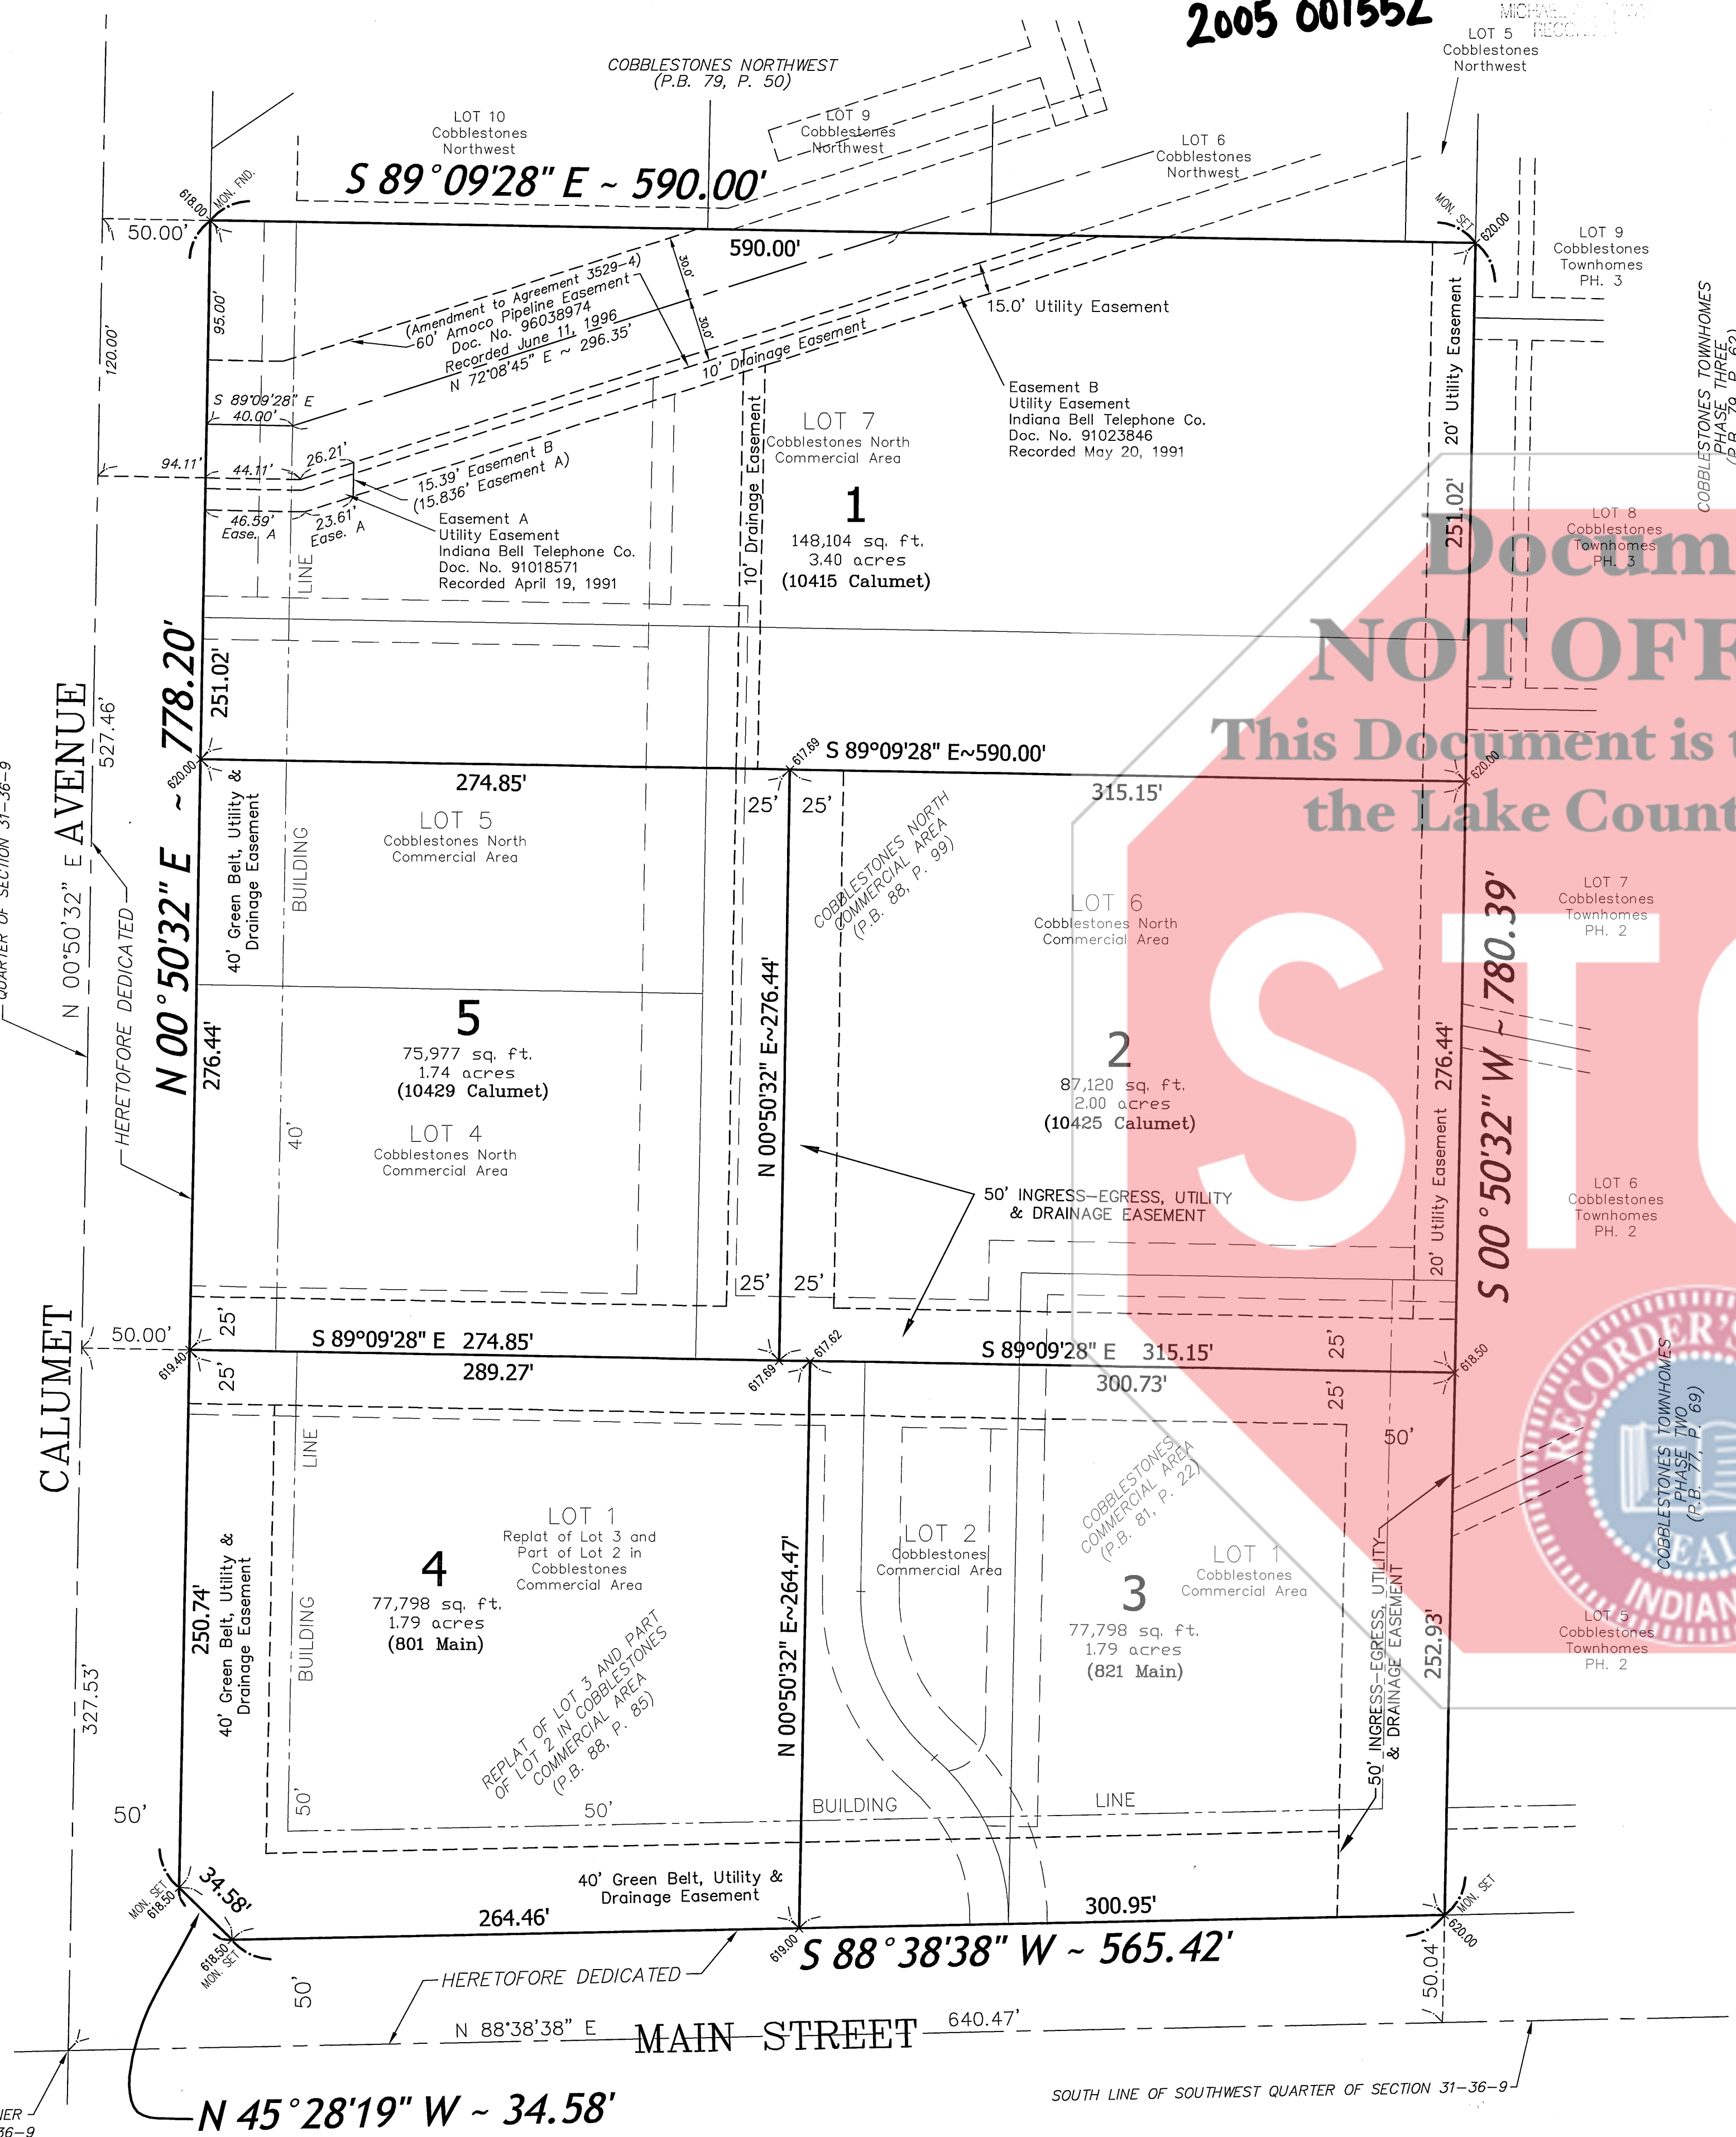 2005 001552
LOT 5
Cobblestones
Northwest
COBBLESTONES NORTHWEST
(P.B. 79, P. 50)
LOT 10
Cobblestones
Northwest
LOT 9
Cobblestones
Northwest
LOT 6
Cobblestones
Northwest
S 89°09'28" E ~ 590.00'
618.00
MON. FND.
MON. SET
620.00
50.00'
590.00'
LOT 9
Cobblestones
Townhomes
PH. 3
95.00'
120.00'
(Amendment to Agreement 3529-4)
60' Amoco Pipeline Easement
Doc. No. 96038974
Recorded June 11, 1996
N 72°08'45" E ~ 296.35'
30.0'
30.0'
15.0' Utility Easement
10' Drainage Easement
20' Utility Easement
COBBLESTONES TOWNHOMES
PHASE THREE
(P.B. 79, P. 62)
S 89°09'28" E
40.00'
Easement B
Utility Easement
Indiana Bell Telephone Co.
Doc. No. 91023846
Recorded May 20, 1991
LOT 7
Cobblestones North
Commercial Area
94.11'
44.11'
26.21'
15.39' Easement B
(15.836' Easement A)
46.59'
Ease. A
23.61'
Ease. A
Easement A
Utility Easement
Indiana Bell Telephone Co.
Doc. No. 91018571
Recorded April 19, 1991
10' Drainage Easement
1
148,104 sq. ft.
3.40 acres
(10415 Calumet)
251.02'
LOT 8
Cobblestones
Townhomes
PH. 3
Docum
NOT OFF
This Document is t
the Lake Count
STO
LINE
251.02'
N 00°50'32" E ~ 778.20'
527.46'
AVENUE
N 00°50'32" E
QUARTER OF SECTION 31-36-9
HERETOFORE DEDICATED
620.00
617.69
S 89°09'28" E~590.00'
620.00
274.85'
315.15'
25'
25'
40' Green Belt, Utility &
Drainage Easement
BUILDING
LOT 5
Cobblestones North
Commercial Area
COBBLESTONES NORTH
COMMERCIAL AREA
(P.B. 88, P. 99)
LOT 6
Cobblestones North
Commercial Area
LOT 7
Cobblestones
Townhomes
PH. 2
S 00°50'32" W ~ 780.39'
276.44'
5
75,977 sq. ft.
1.74 acres
(10429 Calumet)
N 00°50'32" E~276.44'
2
87,120 sq. ft.
2.00 acres
(10425 Calumet)
276.44'
20' Utility Easement
40'
LOT 4
Cobblestones North
Commercial Area
50' INGRESS-EGRESS, UTILITY
& DRAINAGE EASEMENT
LOT 6
Cobblestones
Townhomes
PH. 2
25'
25'
CALUMET
50.00'
619.40
25'
25'
S 89°09'28" E 274.85'
289.27'
617.69
617.62
S 89°09'28" E 315.15'
300.73'
25'
25'
618.50
50'
RECORDER'S
SEAL
INDIAN
COBBLESTONES TOWNHOMES
PHASE TWO
(P.B. 77, P. 69)
LINE
COBBLESTONES
COMMERCIAL AREA
(P.B. 81, P. 22)
LOT 1
Replat of Lot 3 and
Part of Lot 2 in
Cobblestones
Commercial Area
LOT 2
Cobblestones
Commercial Area
LOT 1
Cobblestones
Commercial Area
4
77,798 sq. ft.
1.79 acres
(801 Main)
3
77,798 sq. ft.
1.79 acres
(821 Main)
250.74'
40' Green Belt, Utility &
Drainage Easement
BUILDING
REPLAT OF LOT 3 AND PART
OF LOT 2 IN COBBLESTONES
COMMERCIAL AREA
(P.B. 88, P. 85)
N 00°50'32" E~264.47'
50' INGRESS-EGRESS, UTILITY
& DRAINAGE EASEMENT
252.93'
LOT 5
Cobblestones
Townhomes
PH. 2
327.53'
50'
50'
50'
BUILDING
LINE
MON. SET
618.50
34.58'
618.50
MON. SET
40' Green Belt, Utility &
Drainage Easement
264.46'
300.95'
619.00
S 88°38'38" W ~ 565.42'
MON. SET
620.00
50'
HERETOFORE DEDICATED
50.04'
N 88°38'38" E
MAIN STREET
640.47'
SOUTH LINE OF SOUTHWEST QUARTER OF SECTION 31-36-9
N 45°28'19" W ~ 34.58'